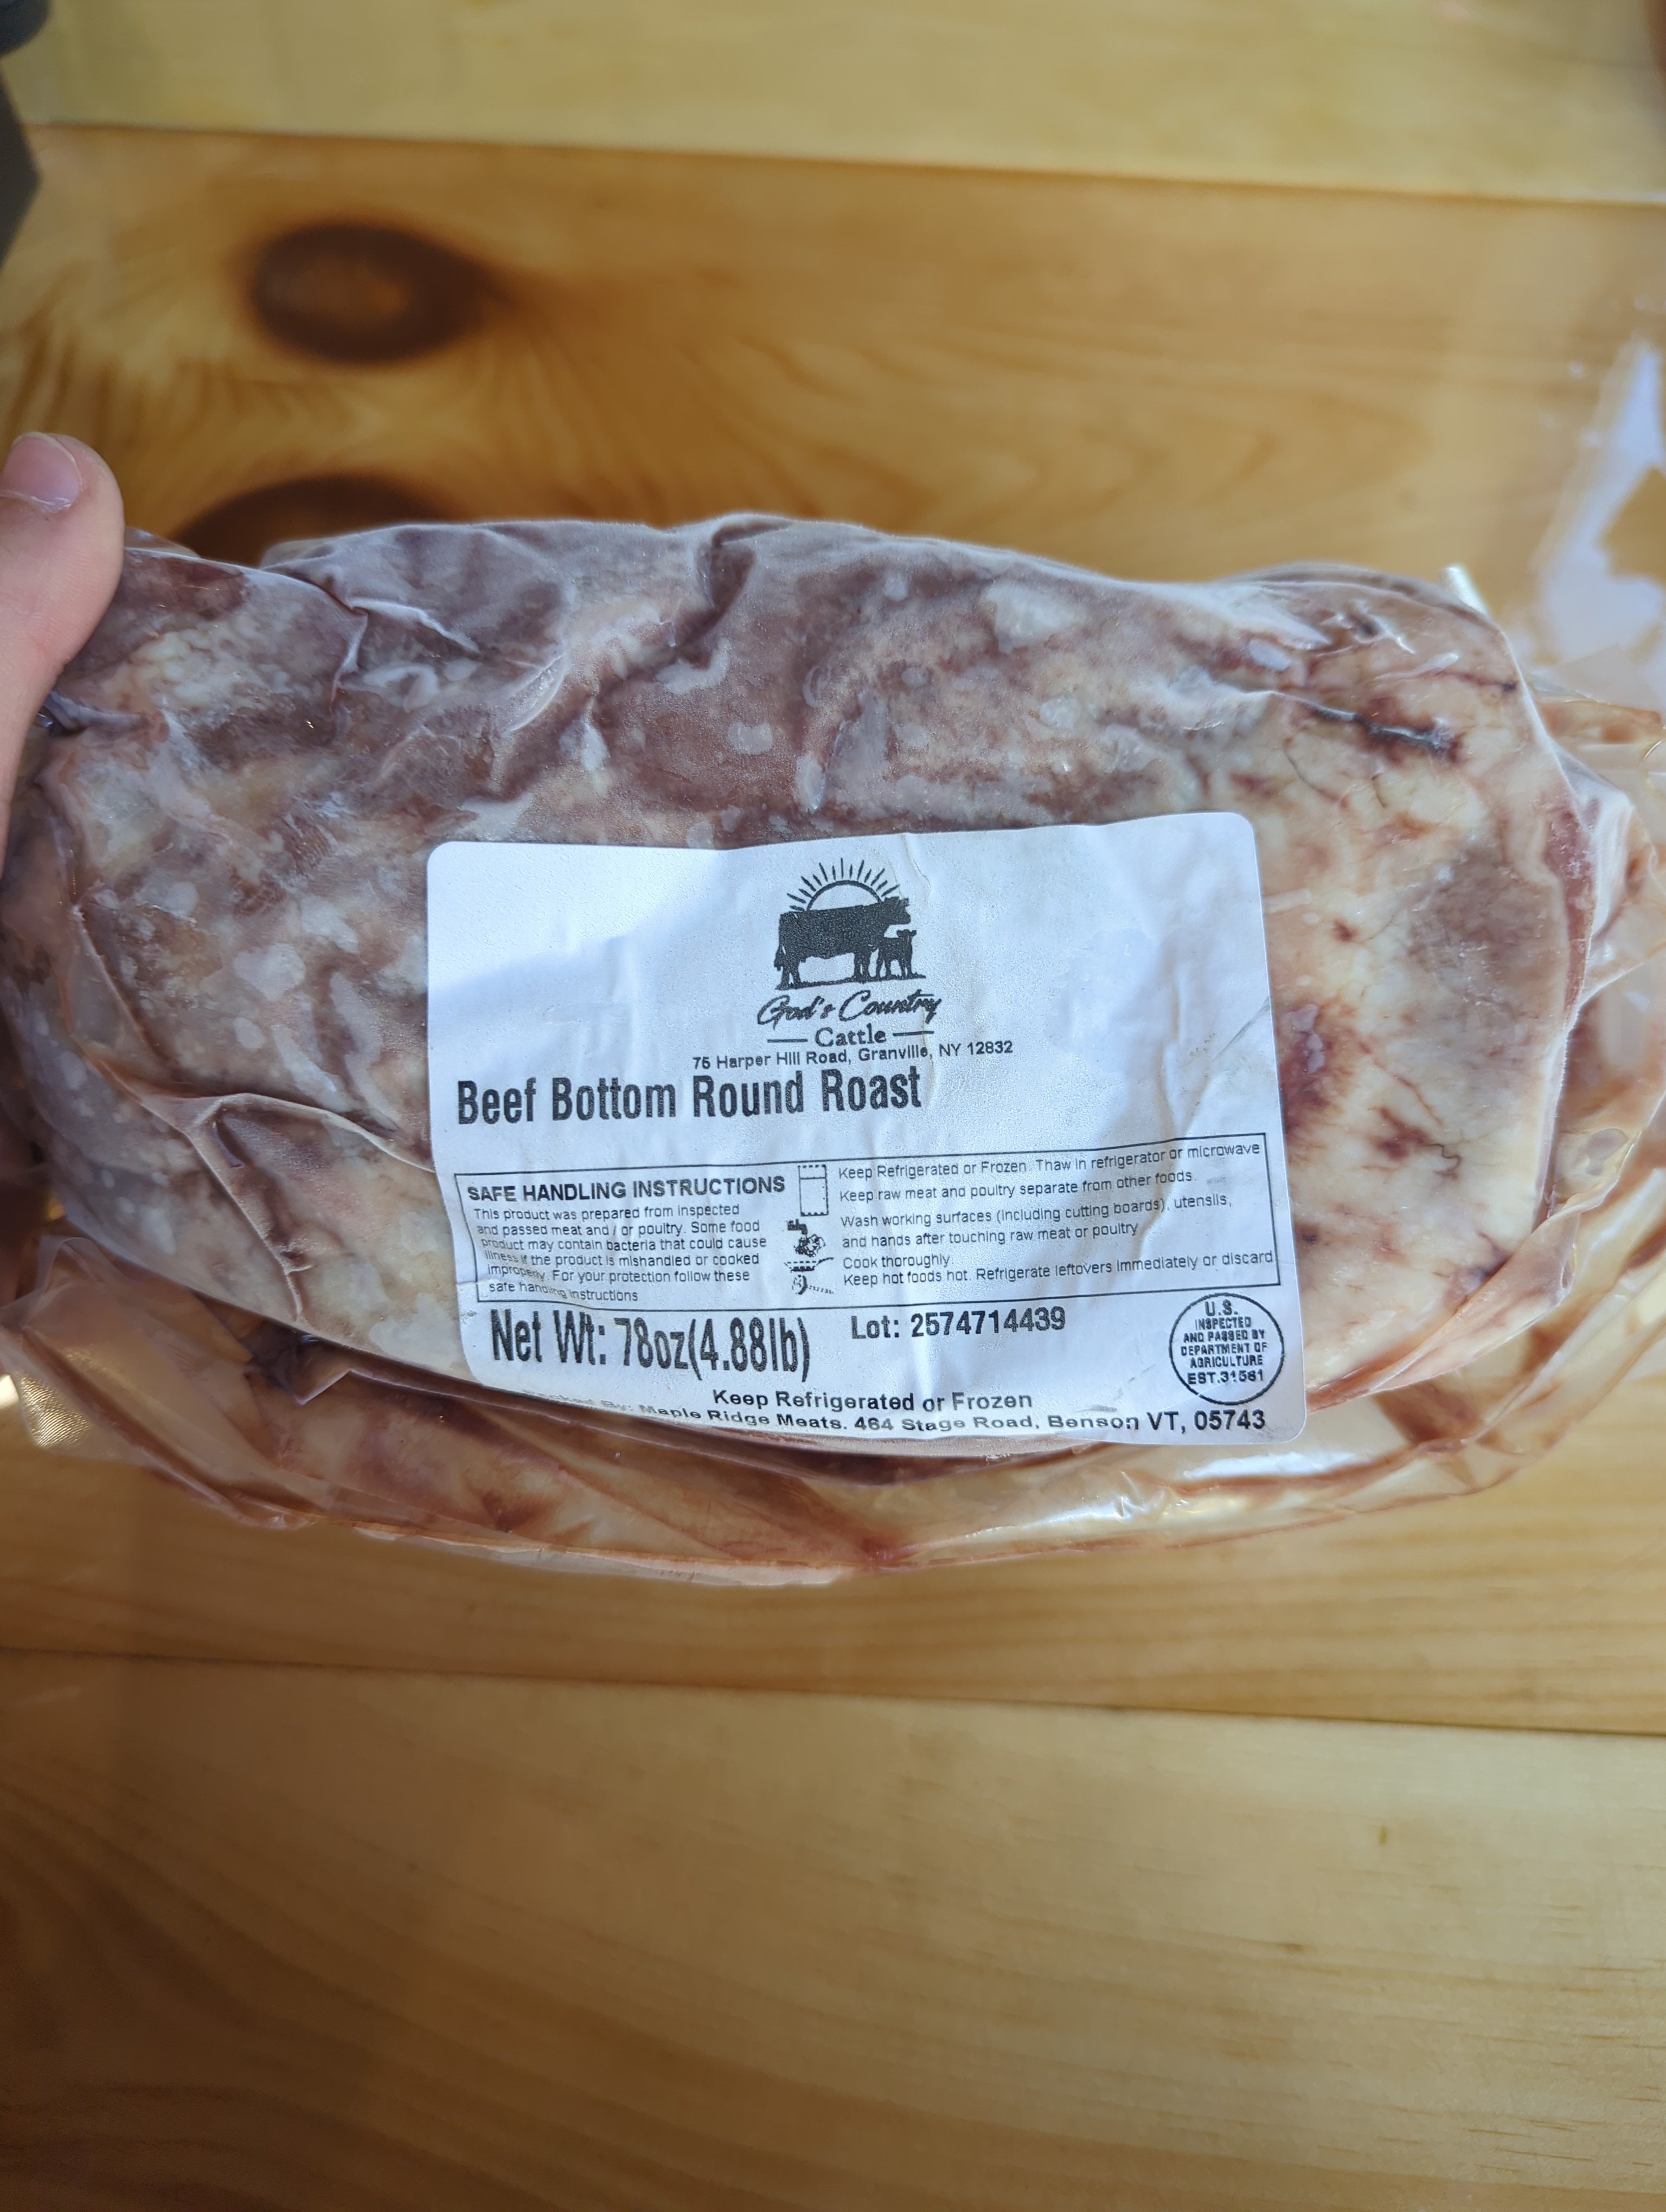 God's Country
Cattle
75 Harper Hill Road, Granville, NY 12832
Beef Bottom Round Roast
SAFE HANDLING INSTRUCTIONS
This product was prepared from inspected
and passed meat and / or poultry. Some food
product may contain bacteria that could cause
illness if the product is mishandled or cooked
improperly. For your protection follow these
safe handling instructions
Keep Refrigerated or Frozen. Thaw in refrigerator or microwave
Keep raw meat and poultry separate from other foods.
Wash working surfaces (including cutting boards), utensils,
and hands after touching raw meat or poultry
Cook thoroughly.
Keep hot foods hot. Refrigerate leftovers immediately or discard
Net Wt: 78oz(4.88lb)
Lot: 2574714439
U.S.
INSPECTED
AND PASSED BY
DEPARTMENT OF
AGRICULTURE
EST.31581
Keep Refrigerated or Frozen
By: Maple Ridge Meats. 464 Stage Road, Benson VT, 05743